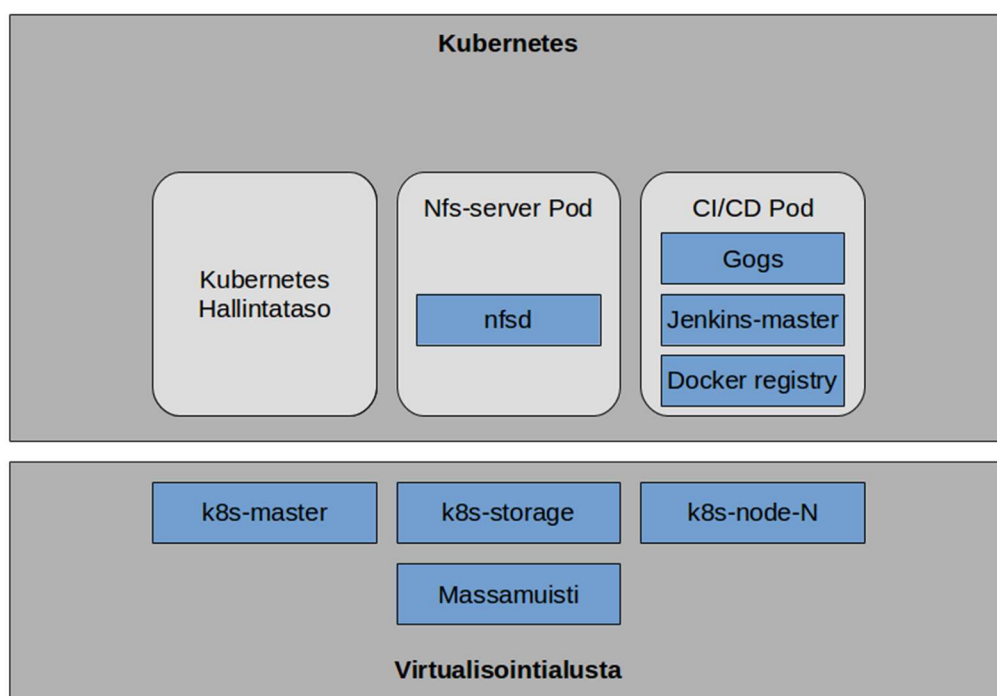 Kubernetes
Kubernetes
Hallintataso
Nfs-server Pod
nfsd
CI/CD Pod
Gogs
Jenkins-master
Docker registry
k8s-master
k8s-storage
k8s-node-N
Massamuisti
Virtualisointialusta